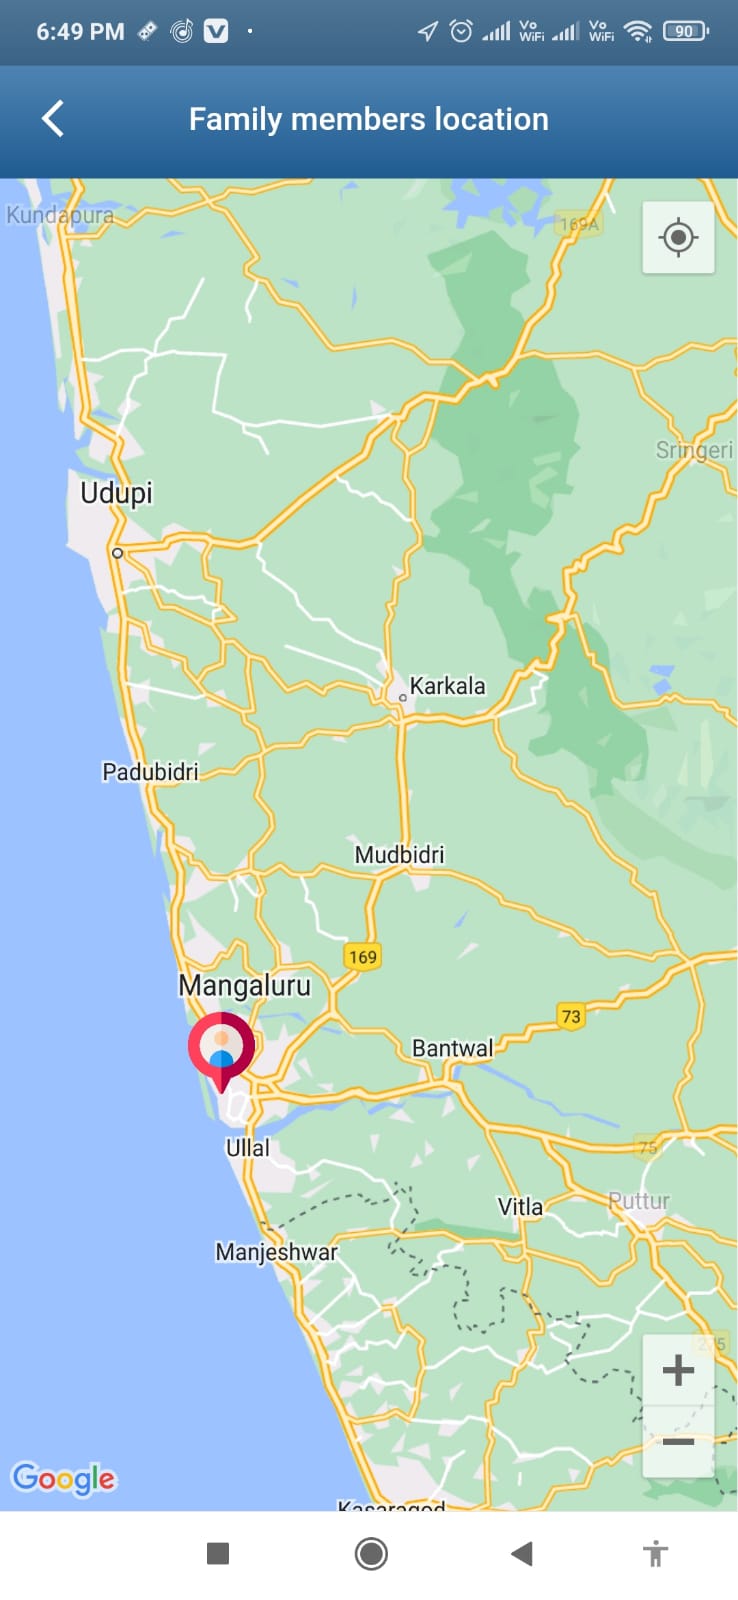 6:49 PM
Vo
WiFi
Vo
WiFi
90
Family members location
Kundapura
169A
Sringeri
Udupi
Karkala
Padubidri
Mudbidri
169
Mangaluru
73
Bantwal
Ullal
75
Vitla
Puttur
Manjeshwar
275
Google
Kasaragod